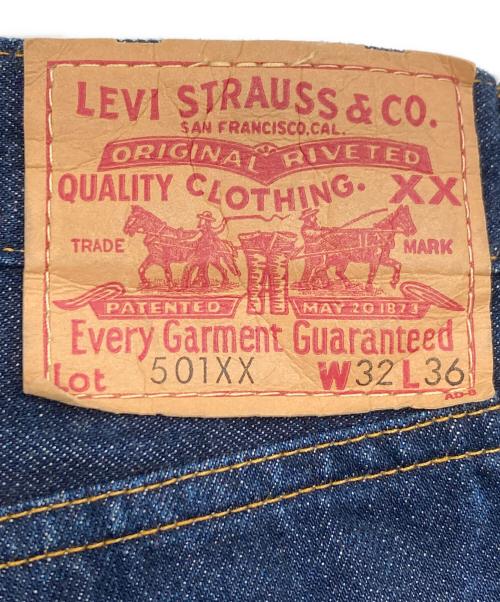 LEVI STRAUSS & CO.
SAN FRANCISCO, CAL.
ORIGINAL RIVETED
QUALITY CLOTHING. XX
TRADE MARK
PATENTED MAY 20 1873
Every Garment Guaranteed
Lot 501XX W32 L36
AD-8